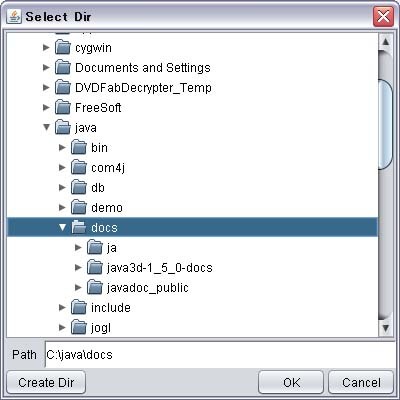 Select Dir
cygwin
Documents and Settings
DVDFabDecrypter_Temp
FreeSoft
java
bin
com4j
db
demo
docs
ja
java3d-1_5_0-docs
javadoc_public
include
jogl
Path C:\java\docs
Create Dir OK Cancel